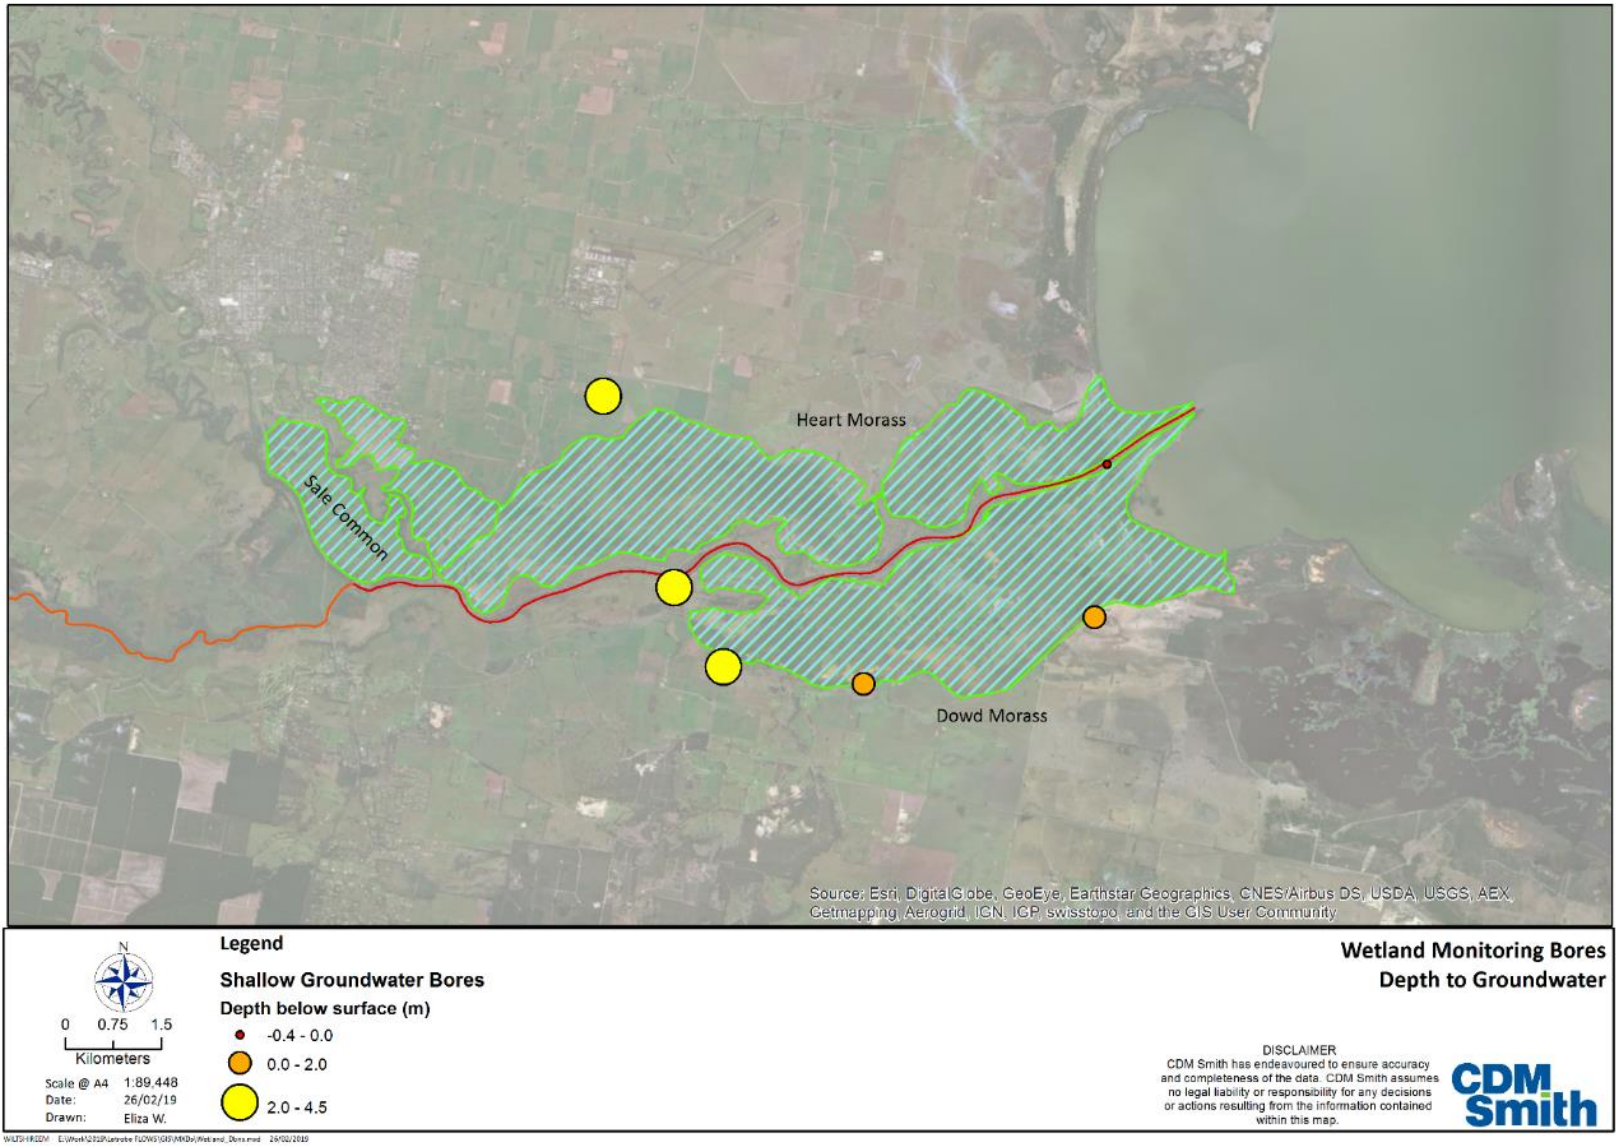 Heart Morass
Sale Common
Dowd Morass
Source: Esri, DigitalGlobe, GeoEye, Earthstar Geographics, CNES/Airbus DS, USDA, USGS, AEX,
Getmapping, Aerogrid, IGN, IGP, swisstopo, and the GIS User Community
N
0 0.75 1.5
Kilometers
Scale @ A4 1:89,448
Date: 26/02/19
Drawn: Eliza W.
Legend
Shallow Groundwater Bores
Depth below surface (m)
-0.4 - 0.0
0.0 - 2.0
2.0 - 4.5
Wetland Monitoring Bores
Depth to Groundwater
DISCLAIMER
CDM Smith has endeavoured to ensure accuracy
and completeness of the data. CDM Smith assumes
no legal liability or responsibility for any decisions
or actions resulting from the information contained
within this map.
CDM
Smith
26/02/2019